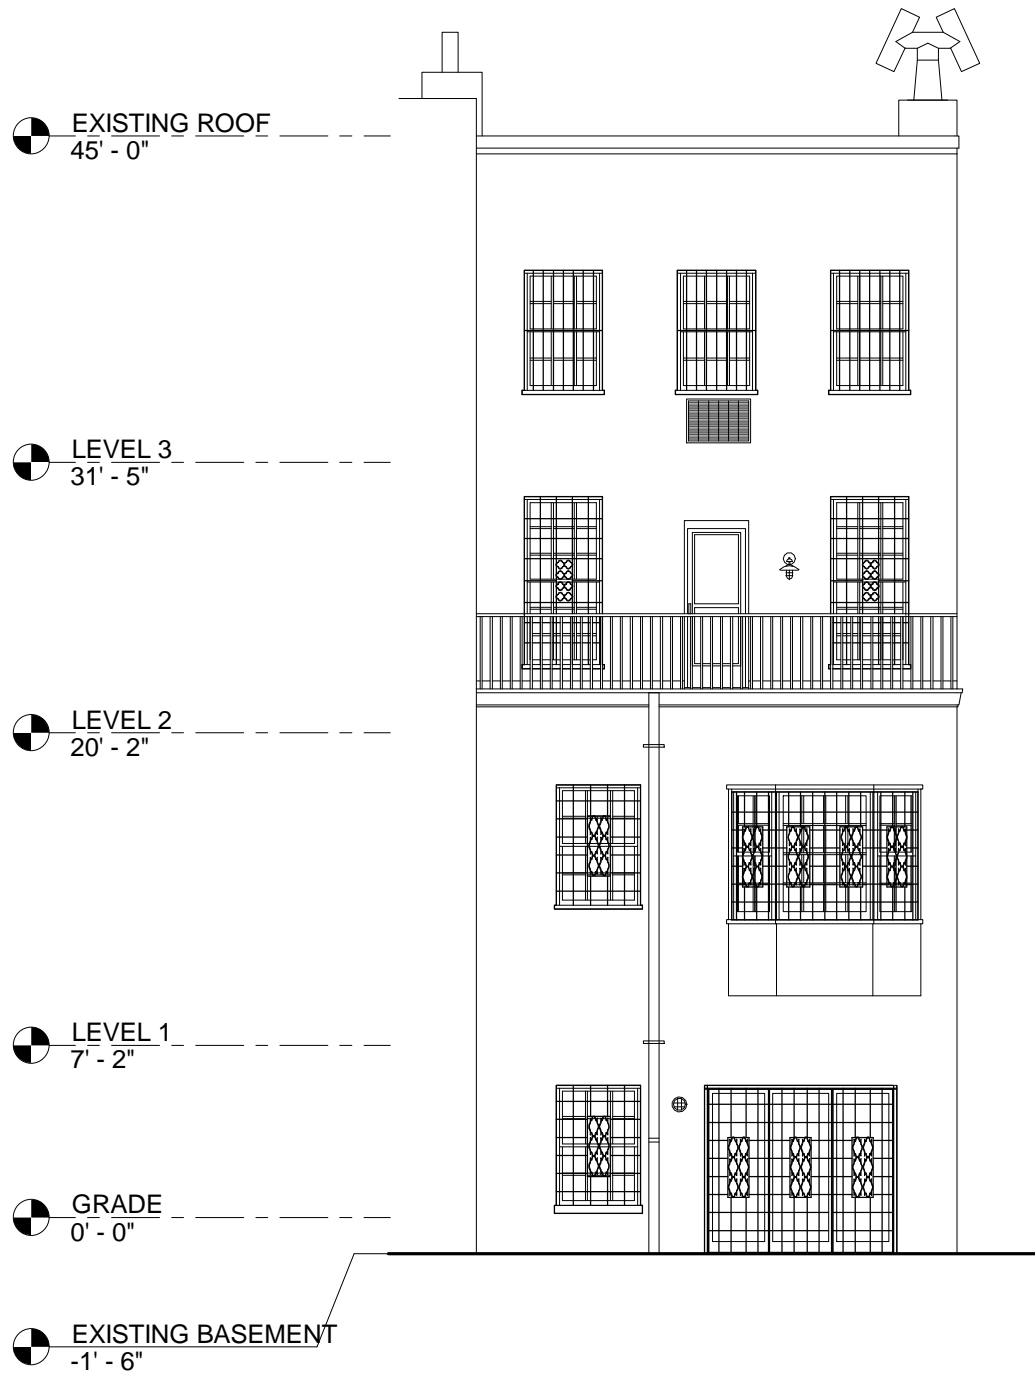 EXISTING ROOF
45' - 0"
LEVEL 3
31' - 5"
LEVEL 2
20' - 2"
LEVEL 1
7' - 2"
GRADE
0' - 0"
EXISTING BASEMENT
-1' - 6"